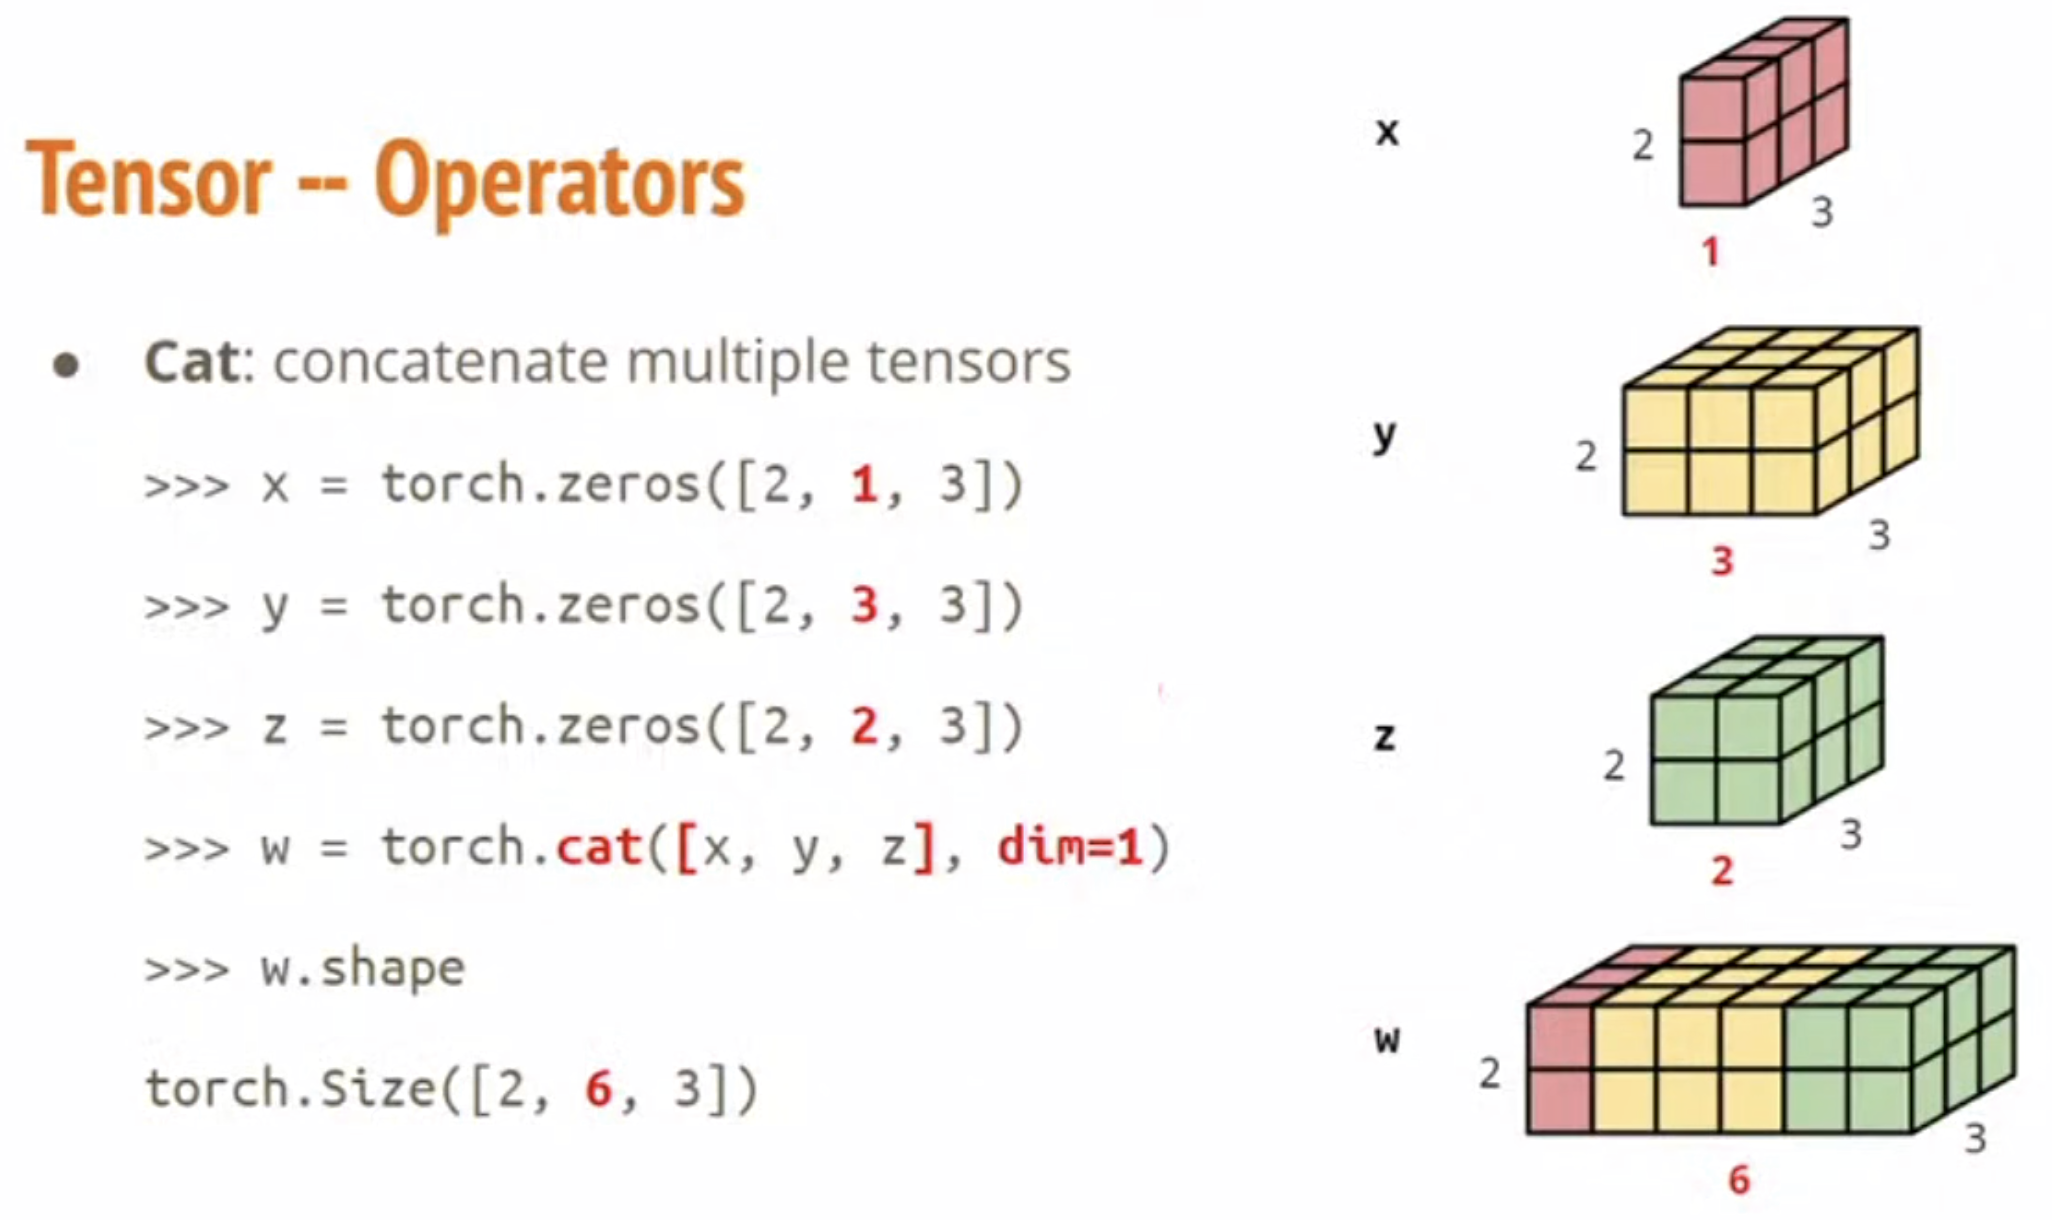 Tensor -- Operators
● Cat: concatenate multiple tensors
>>> x = torch.zeros([2, 1, 3])
>>> y = torch.zeros([2, 3, 3])
>>> z = torch.zeros([2, 2, 3])
>>> w = torch.cat([x, y, z], dim=1)
>>> w.shape
torch.Size([2, 6, 3])
x
2
3
1
y
2
3
3
z
2
3
2
w
2
3
6